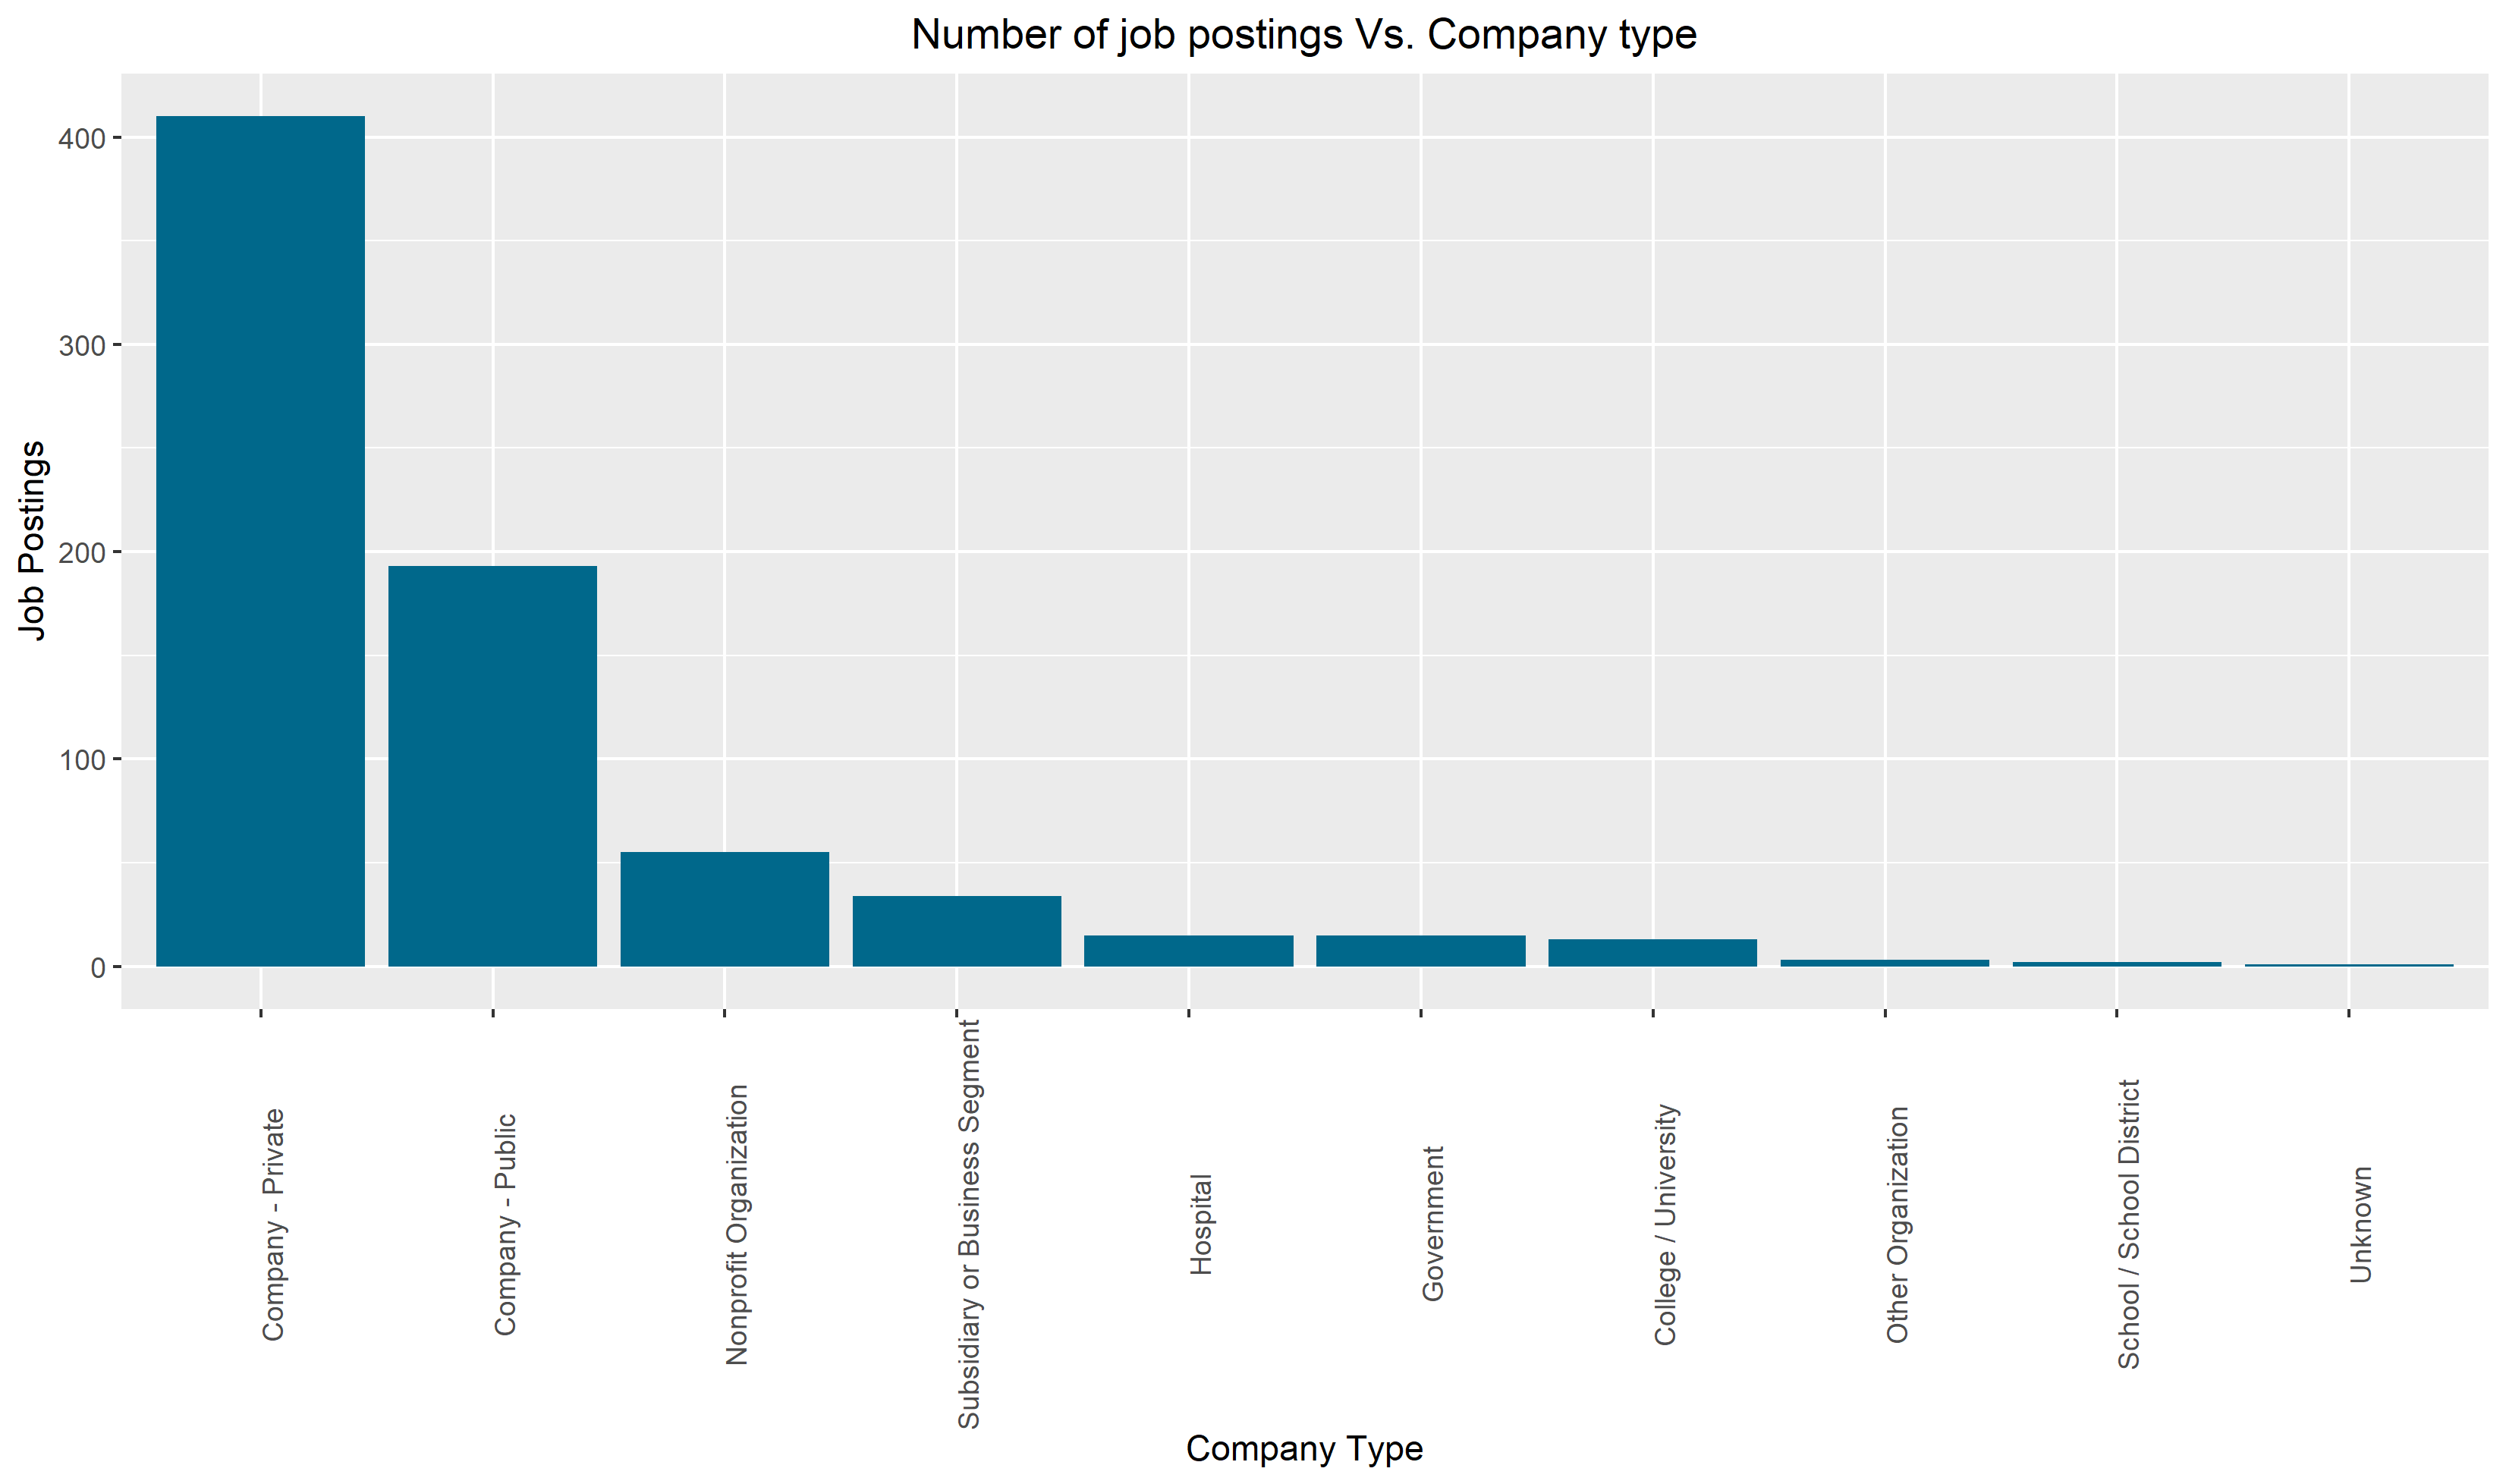 Number of job postings Vs. Company type
Job Postings
400
300
200
100
0
Company - Private
Company - Public
Nonprofit Organization
Subsidiary or Business Segment
Hospital
Government
College / University
Other Organization
School / School District
Unknown
Company Type